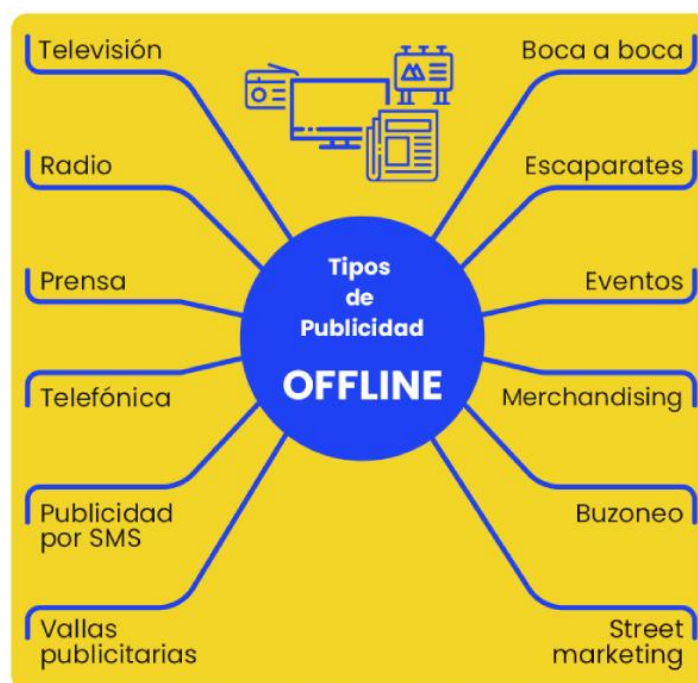 Televisión
Radio
Prensa
Telefónica
Publicidad
por SMS
Vallas
publicitarias
Tipos
de
Publicidad
OFFLINE
Boca a boca
Escaparates
Eventos
Merchandising
Buzoneo
Street
marketing